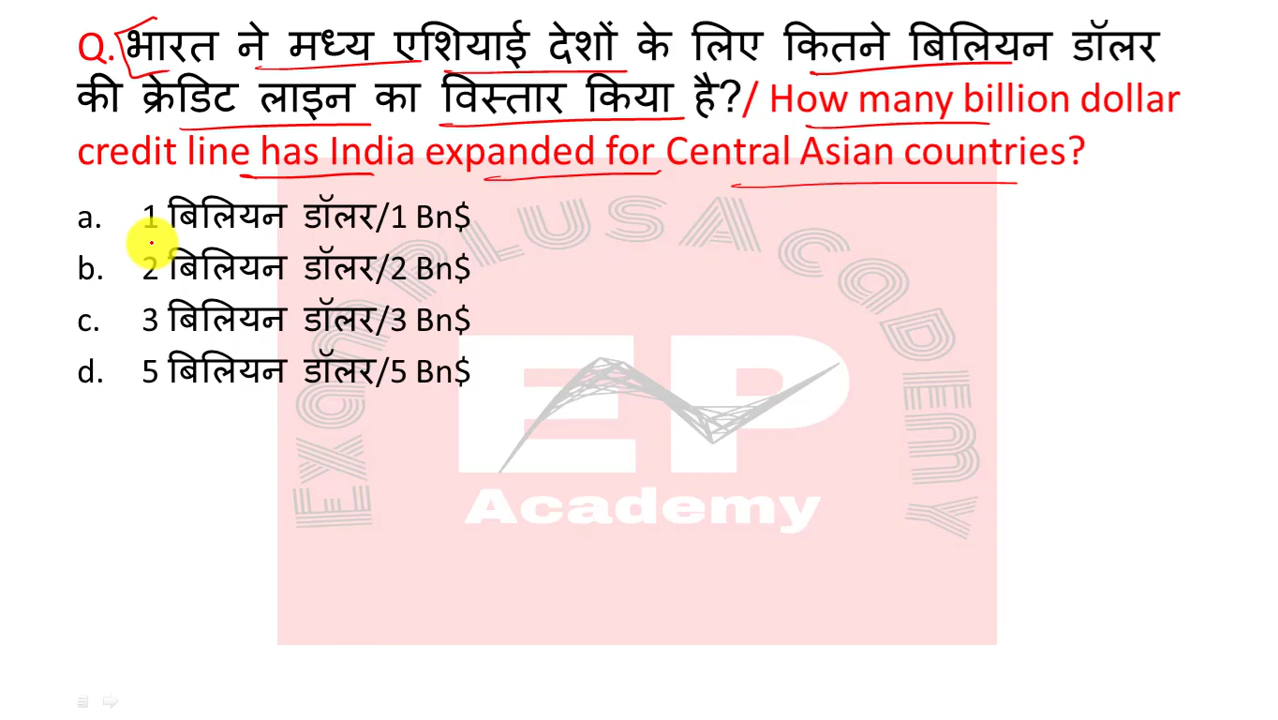 Q. भारत ने मध्य एशियाई देशों के लिए कितने बिलियन डॉलर
की क्रेडिट लाइन का विस्तार किया है?/ How many billion dollar
credit line has India expanded for Central Asian countries?
a. 1 बिलियन डॉलर/1 Bn$
b. 2 बिलियन डॉलर/2 Bn$
c. 3 बिलियन डॉलर/3 Bn$
d. 5 बिलियन डॉलर/5 Bn$
ExamPlus Academy
EP
Academy